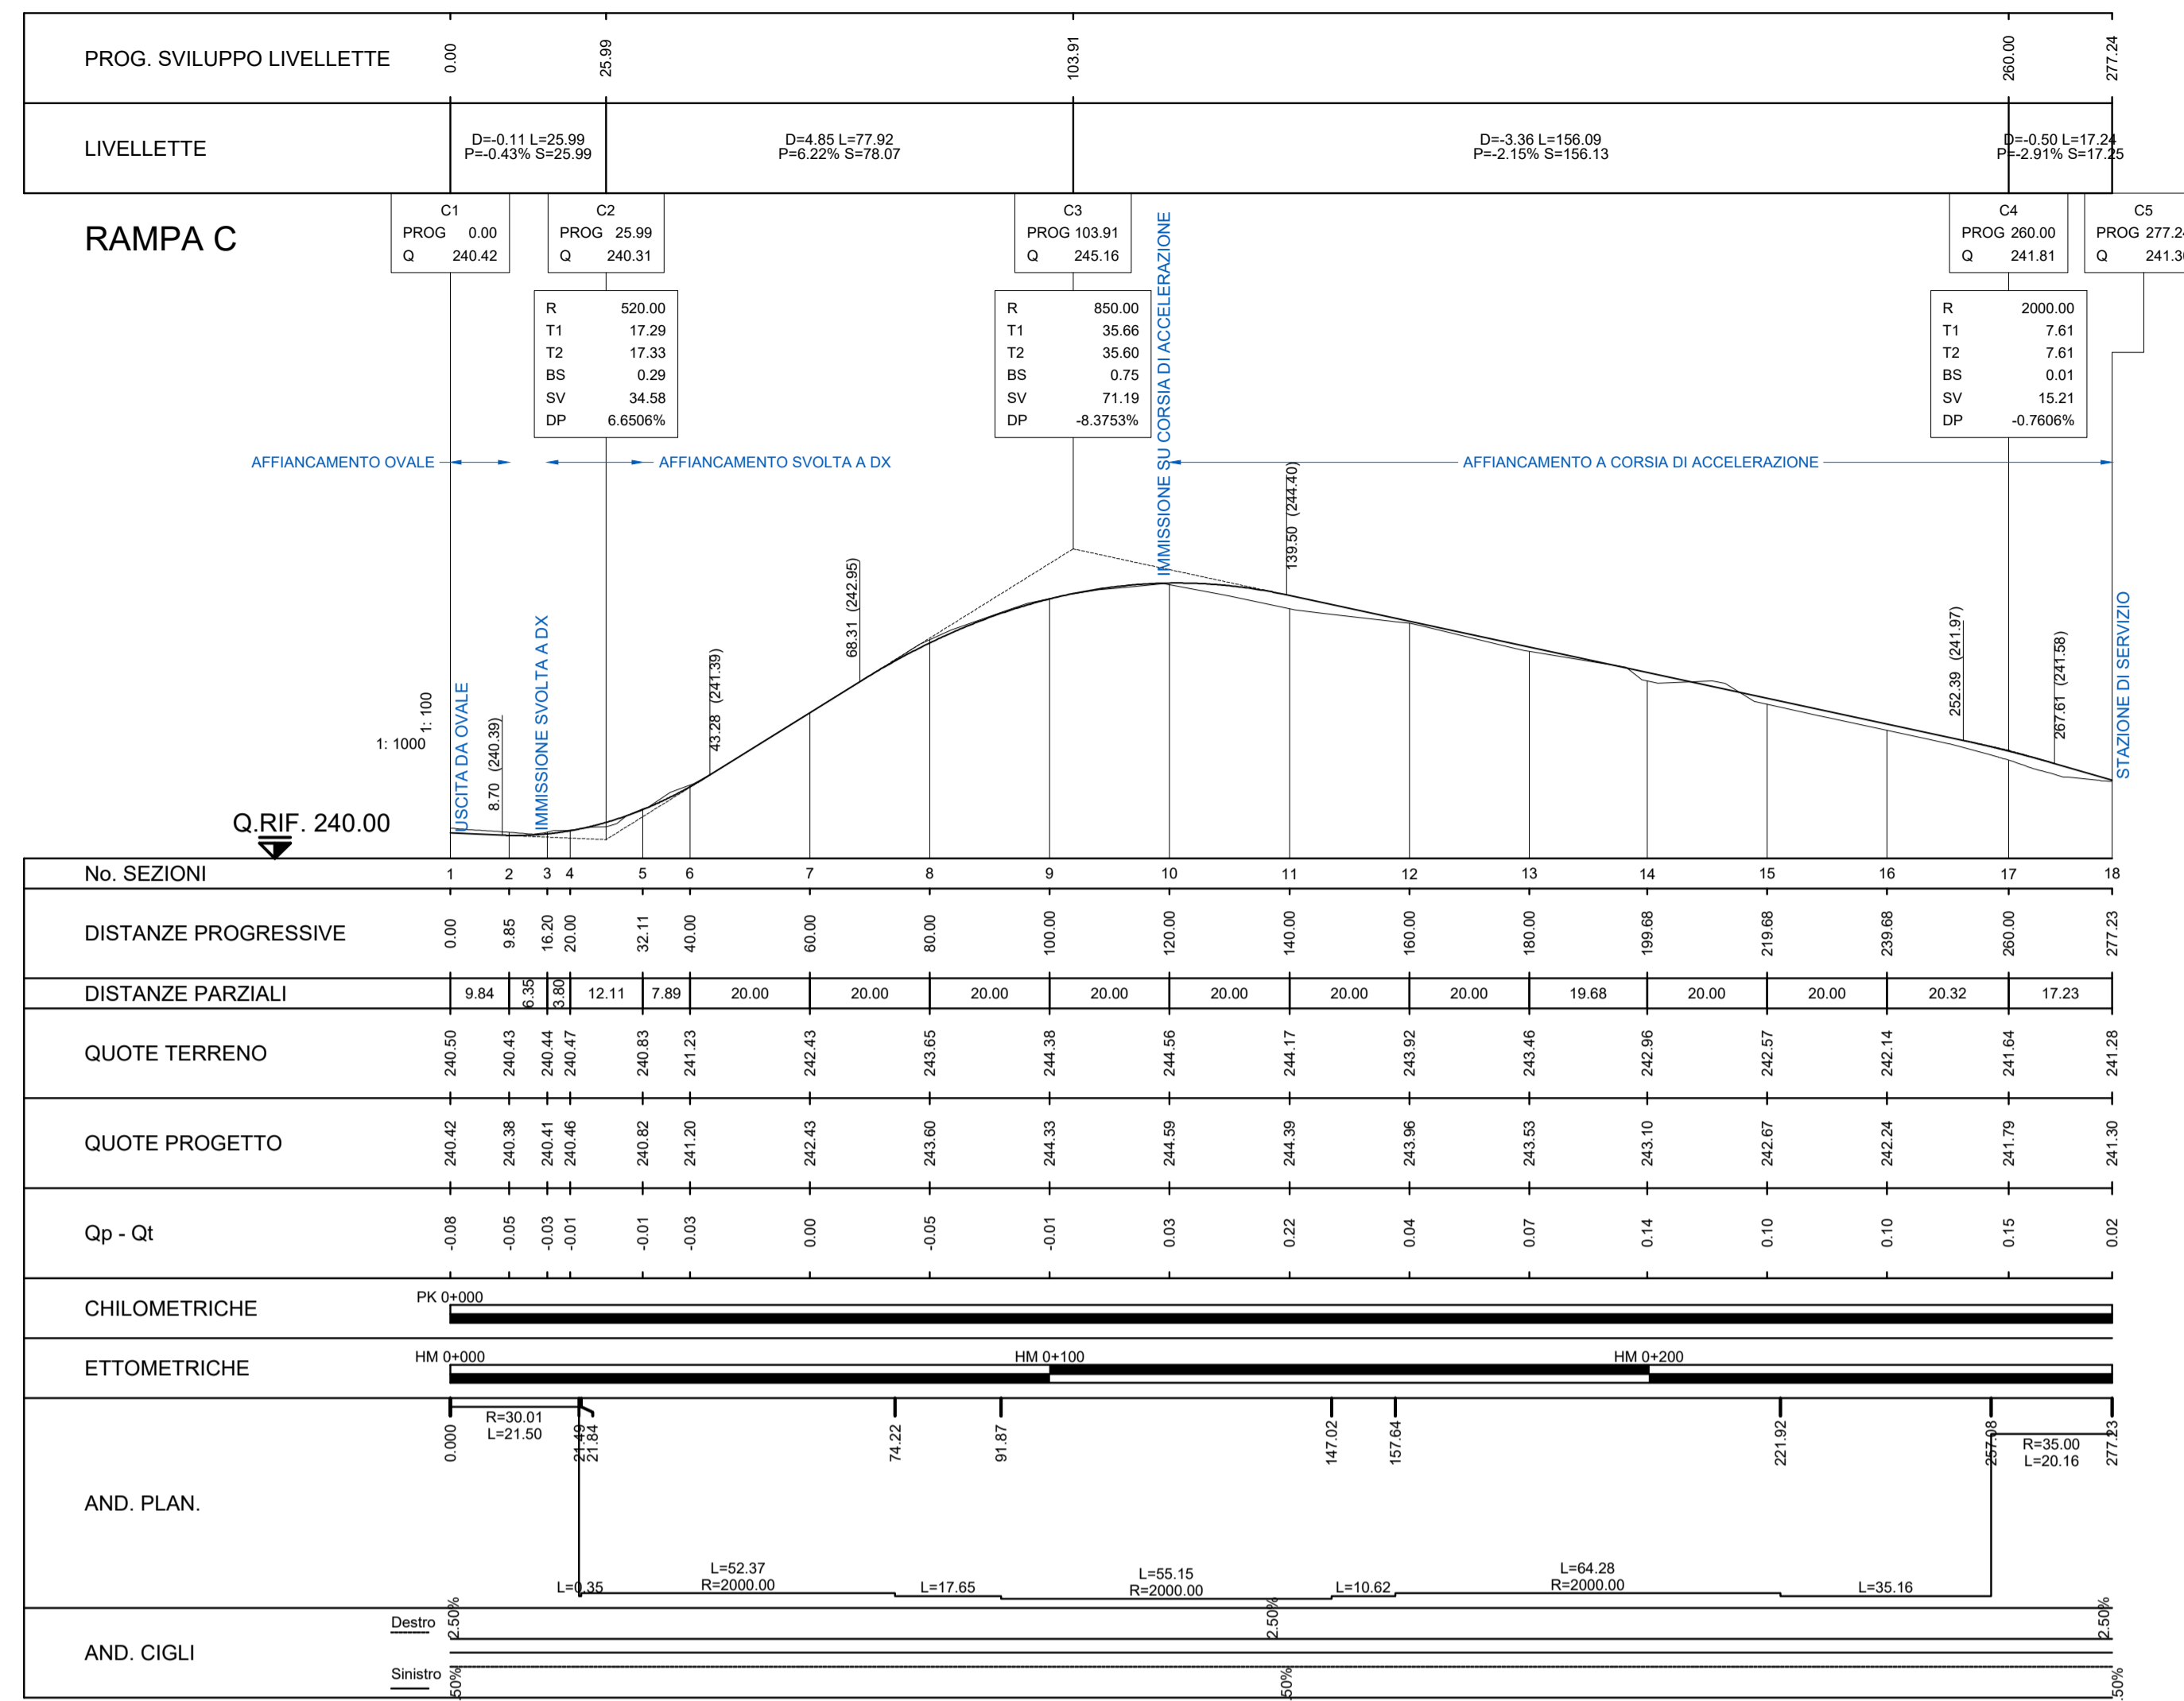 PROG. SVILUPPO LIVELLETTE
0.00
25.99
103.91
260.00
277.24
LIVELLETTE
D=-0.11 L=25.99
P=-0.43% S=25.99
D=4.85 L=77.92
P=6.22% S=78.07
D=-3.36 L=156.09
P=-2.15% S=156.13
D=-0.50 L=17.24
P=-2.91% S=17.25
RAMPA C
C1
PROG 0.00
Q 240.42
C2
PROG 25.99
Q 240.31
C3
PROG 103.91
Q 245.16
C4
PROG 260.00
Q 241.81
C5
PROG 277.2
Q 241.3
R 520.00
T1 17.29
T2 17.33
BS 0.29
SV 34.58
DP 6.6506%
R 850.00
T1 35.66
T2 35.60
BS 0.75
SV 71.19
DP -8.3753%
R 2000.00
T1 7.61
T2 7.61
BS 0.01
SV 15.21
DP -0.7606%
AFFIANCAMENTO OVALE
AFFIANCAMENTO SVOLTA A DX
AFFIANCAMENTO A CORSIA DI ACCELERAZIONE
USCITA DA OVALE
IMMISSIONE SVOLTA A DX
IMMISSIONE SU CORSIA DI ACCELERAZIONE
STAZIONE DI SERVIZIO
8.70 (240.39)
43.28 (241.39)
68.31 (242.95)
139.50 (244.40)
252.39 (241.97)
267.61 (241.58)
1: 100
1: 1000
Q.RIF. 240.00
No. SEZIONI
1 2 3 4 5 6 7 8 9 10 11 12 13 14 15 16 17 18
DISTANZE PROGRESSIVE
0.00 9.85 16.20 20.00 32.11 40.00 60.00 80.00 100.00 120.00 140.00 160.00 180.00 199.68 219.68 239.68 260.00 277.23
DISTANZE PARZIALI
9.84 6.35 3.80 12.11 7.89 20.00 20.00 20.00 20.00 20.00 20.00 20.00 19.68 20.00 20.00 20.32 17.23
QUOTE TERRENO
240.50 240.43 240.44 240.47 240.83 241.23 242.43 243.65 244.38 244.56 244.17 243.92 243.46 242.96 242.57 242.14 241.64 241.28
QUOTE PROGETTO
240.42 240.38 240.41 240.46 240.82 241.20 242.43 243.60 244.33 244.59 244.39 243.96 243.53 243.10 242.67 242.24 241.79 241.30
Qp - Qt
-0.08 -0.05 -0.03 -0.01 -0.01 -0.03 0.00 -0.05 -0.01 0.03 0.22 0.04 0.07 0.14 0.10 0.10 0.15 0.02
CHILOMETRICHE
PK 0+000
ETTOMETRICHE
HM 0+000
HM 0+100
HM 0+200
AND. PLAN.
R=30.01
L=21.50
0.000 21.49 21.84 74.22 91.87 147.02 157.64 221.92 257.08 277.23
R=35.00
L=20.16
L=0.35
L=52.37
R=2000.00
L=17.65
L=55.15
R=2000.00
L=10.62
L=64.28
R=2000.00
L=35.16
AND. CIGLI
Destro
2.50% 2.50% 2.50%
Sinistro
.50% .50% .50%